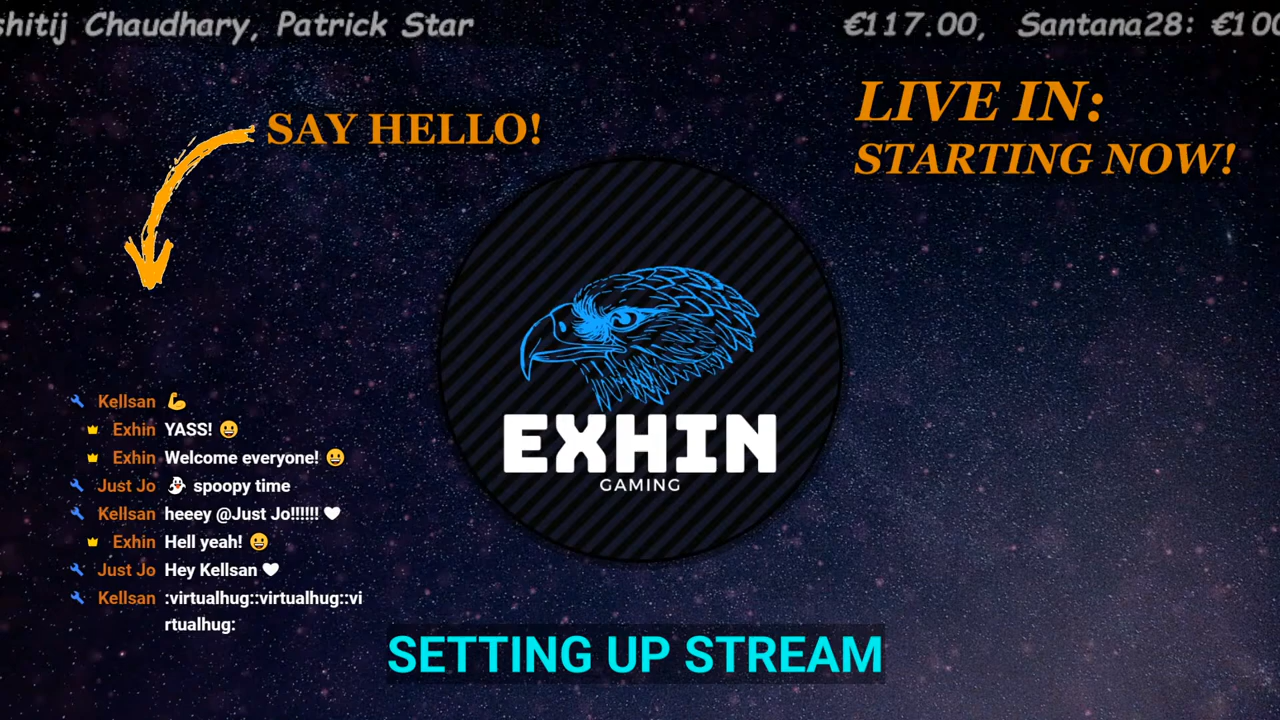 Chaudhary, Patrick Star
€117.00, Santana28:
LIVE IN:
STARTING NOW!
SAY HELLO!
EXHIN
GAMING
Kellsan 💪
Exhin YASS! 😀
Exhin Welcome everyone! 😀
Just Jo 👻 spoopy time
Kellsan heeey @Just Jo!!!!!! 🤍
Exhin Hell yeah! 😀
Just Jo Hey Kellsan 🤍
Kellsan :virtualhug::virtualhug::vi
rtualhug:
SETTING UP STREAM